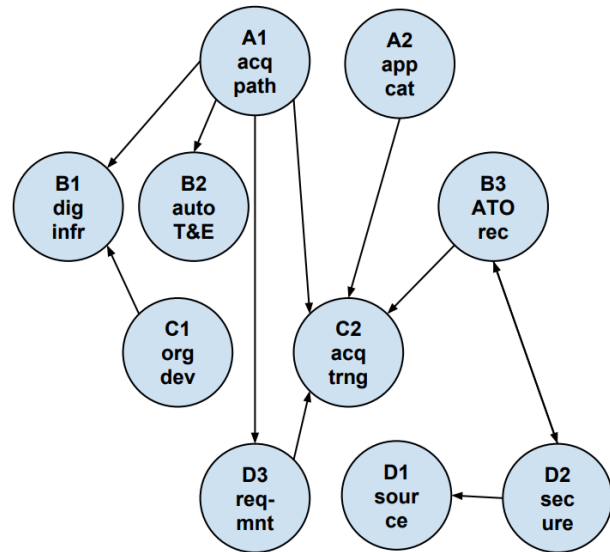 A1
acq
path
A2
app
cat
B1
dig
infr
B2
auto
T&E
B3
ATO
rec
C1
org
dev
C2
acq
trng
D3
req-
mnt
D1
sour
ce
D2
sec
ure